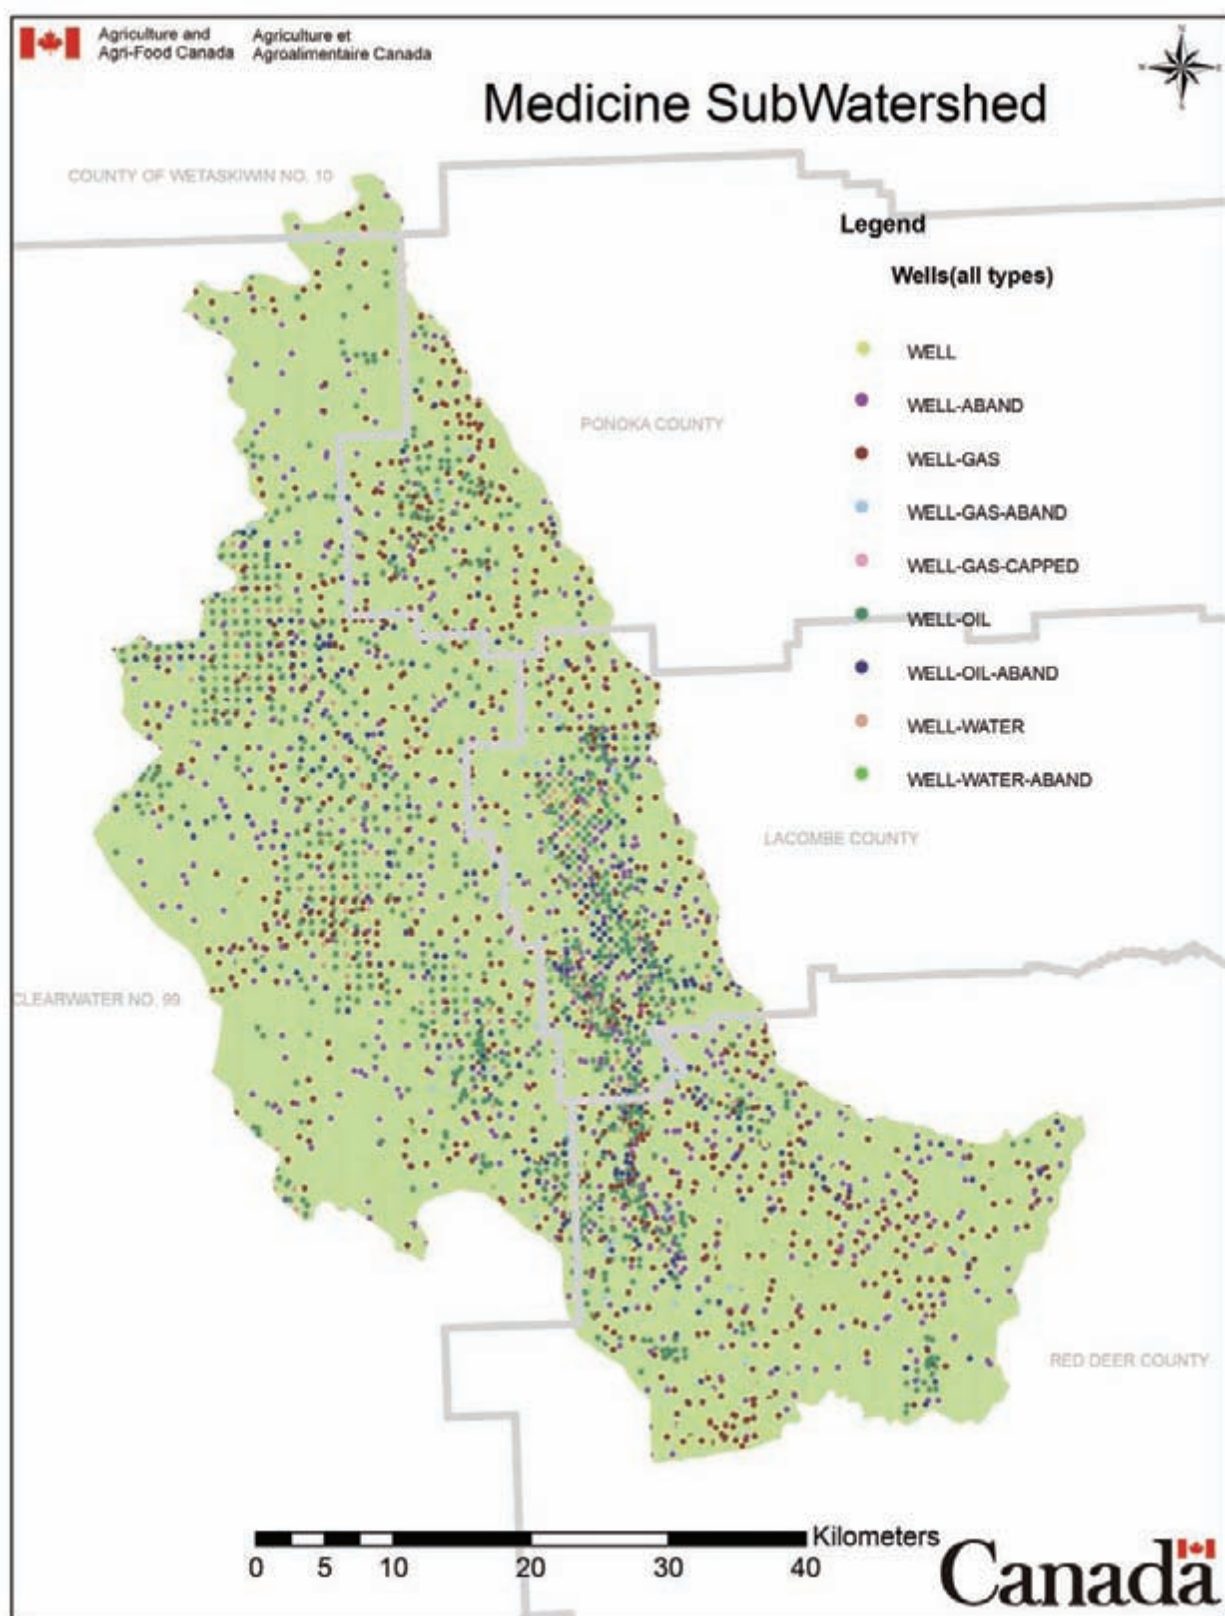 Agriculture and
Agri-Food Canada
Agriculture et
Agroalimentaire Canada
Medicine SubWatershed
COUNTY OF WETASKIWIN NO. 10
Legend
Wells(all types)
WELL
WELL-ABAND
WELL-GAS
WELL-GAS-ABAND
WELL-GAS-CAPPED
WELL-OIL
WELL-OIL-ABAND
WELL-WATER
WELL-WATER-ABAND
PONOKA COUNTY
LACOMBE COUNTY
CLEARWATER NO. 99
RED DEER COUNTY
Kilometers
0 5 10 20 30 40
Canada